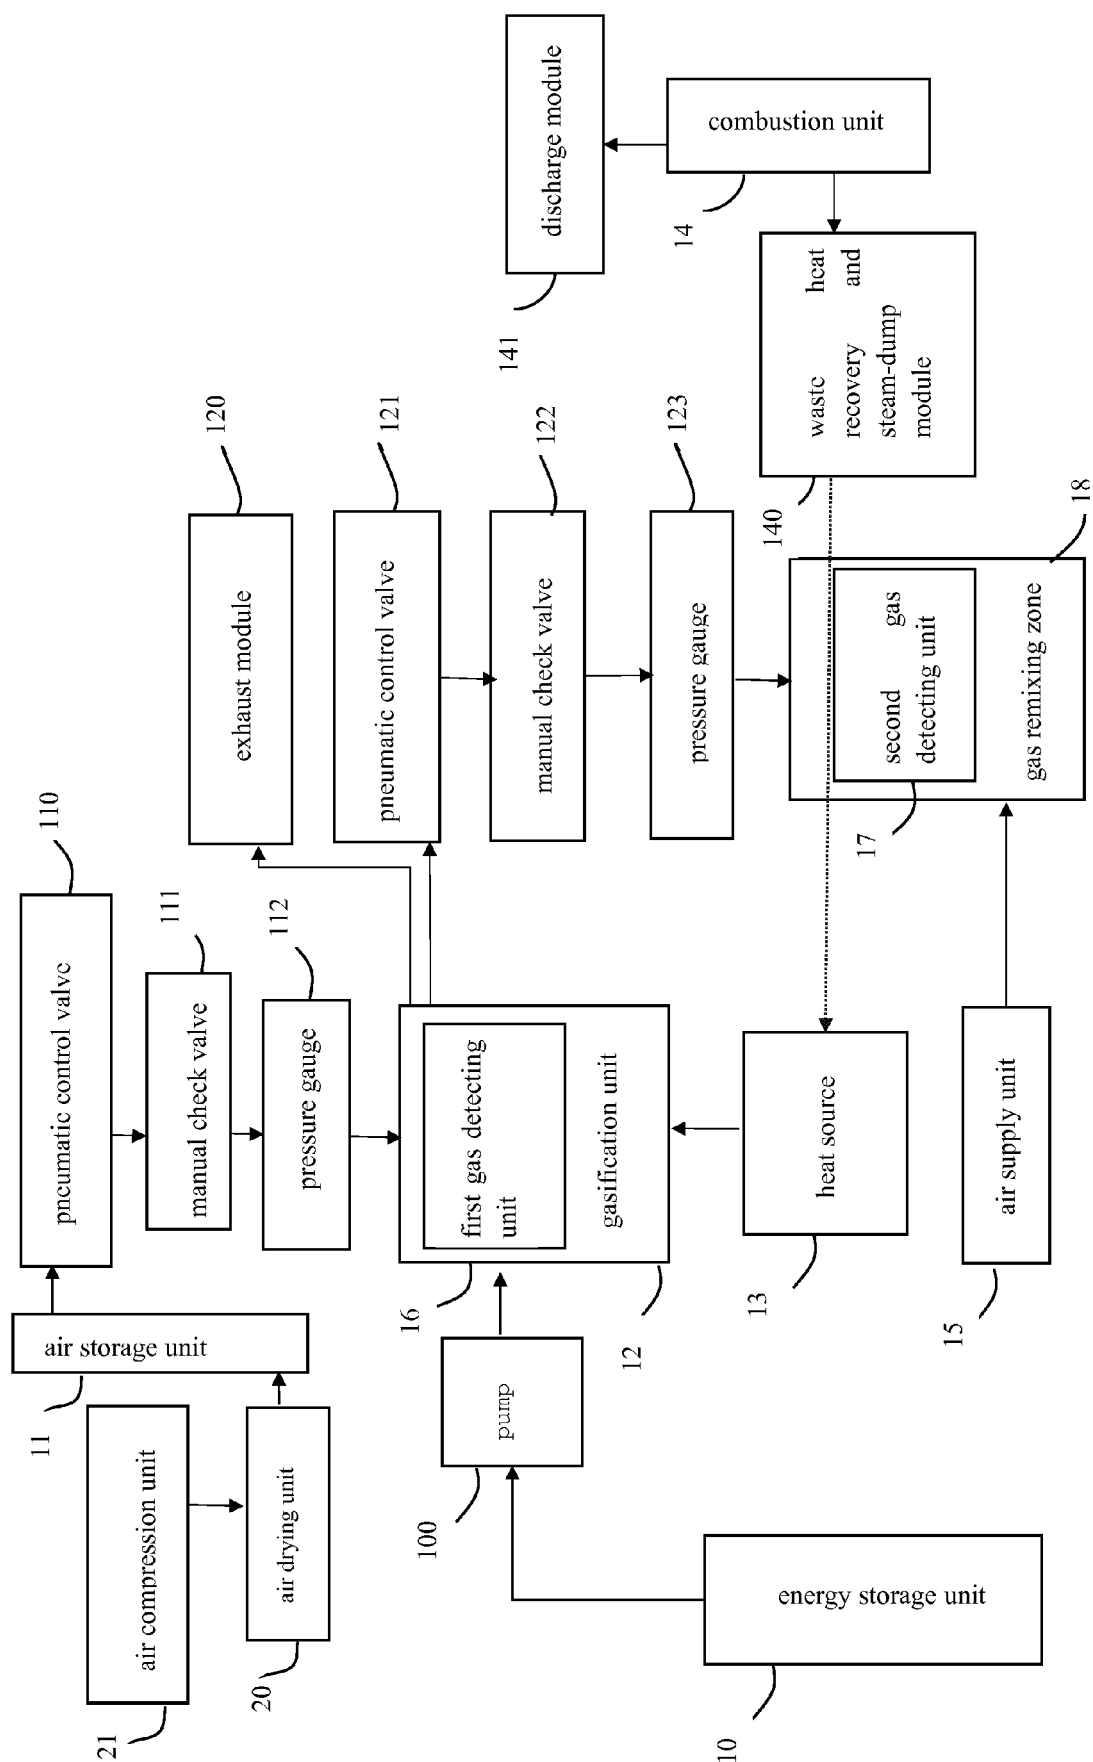 21
air compression unit
20
air drying unit
11
air storage unit
pneumatic control valve
110
manual check valve
111
pressure gauge
112
exhaust module
120
pneumatic control valve
121
manual check valve
122
pressure gauge
123
discharge module
141
combustion unit
14
waste heat
recovery and
steam-dump
module
140
16
first gas detecting
unit
gasification unit
12
100
pump
10
energy storage unit
13
heat source
15
air supply unit
17
second gas
detecting unit
gas remixing zone
18